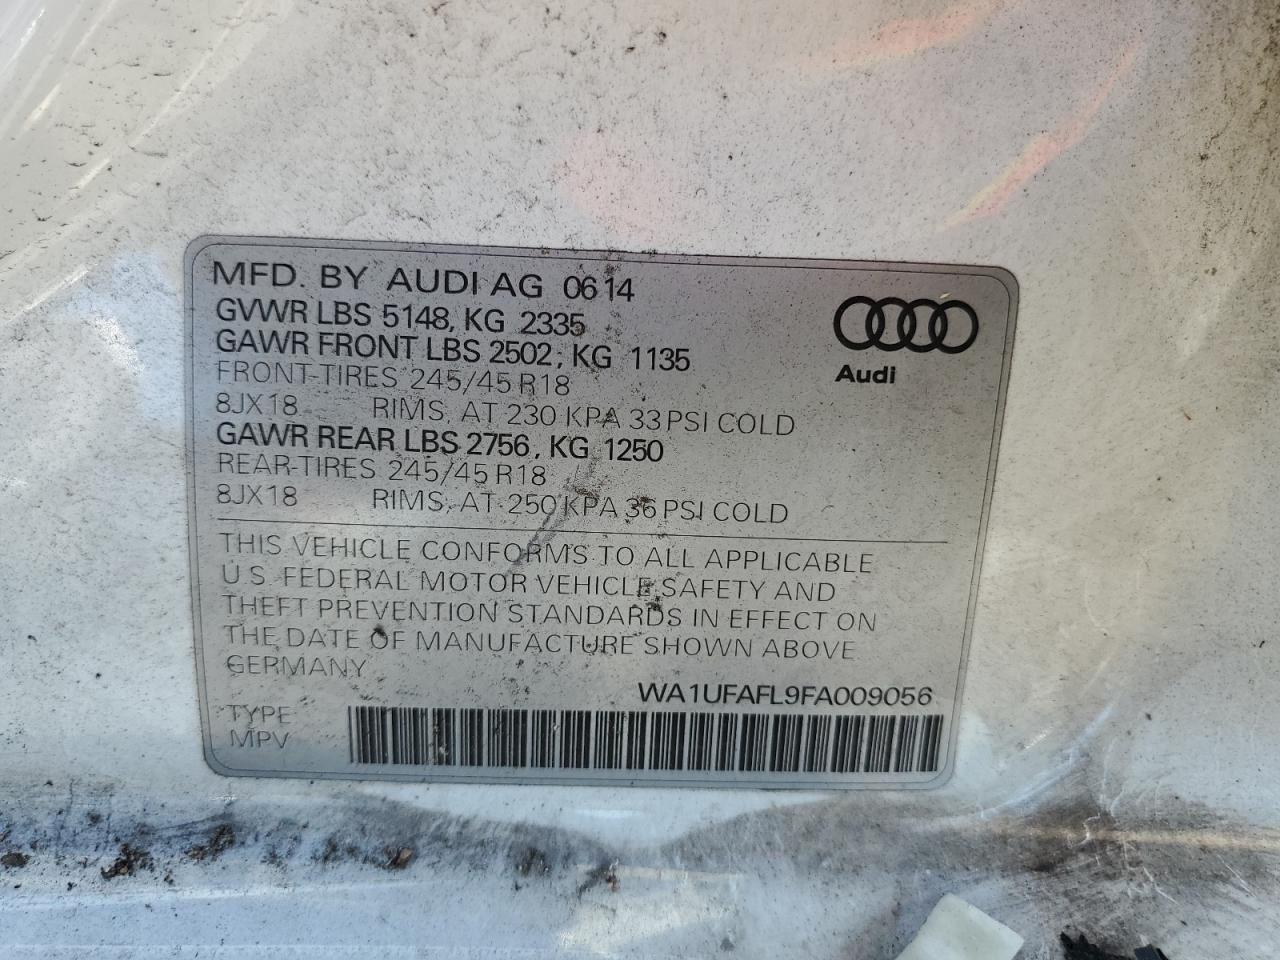 MFD. BY AUDI AG 0614
GVWR LBS 5148, KG 2335
GAWR FRONT LBS 2502, KG 1135
FRONT-TIRES 245/45 R18
8JX18 RIMS, AT 230 KPA 33 PSI COLD
GAWR REAR LBS 2756, KG 1250
REAR-TIRES 245/45 R18
8JX18 RIMS, AT 250 KPA 36 PSI COLD
Audi
THIS VEHICLE CONFORMS TO ALL APPLICABLE
U.S. FEDERAL MOTOR VEHICLE SAFETY AND
THEFT PREVENTION STANDARDS IN EFFECT ON
THE DATE OF MANUFACTURE SHOWN ABOVE
GERMANY
WA1UFAFL9FA009056
TYPE
MPV